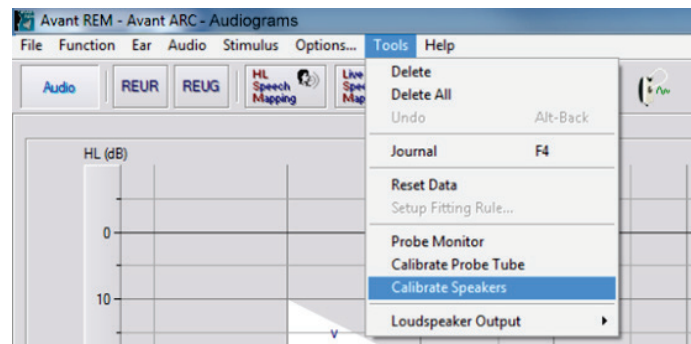 Avant REM - Avant ARC - Audiograms
File Function Ear Audio Stimulus Options... Tools Help
Audio
REUR
REUG
HL
Speech
Mapping
Live
Delete
Delete All
Undo Alt-Back
Journal F4
Reset Data
Setup Fitting Rule...
Probe Monitor
Calibrate Probe Tube
Calibrate Speakers
Loudspeaker Output
HL (dB)
0
10
v